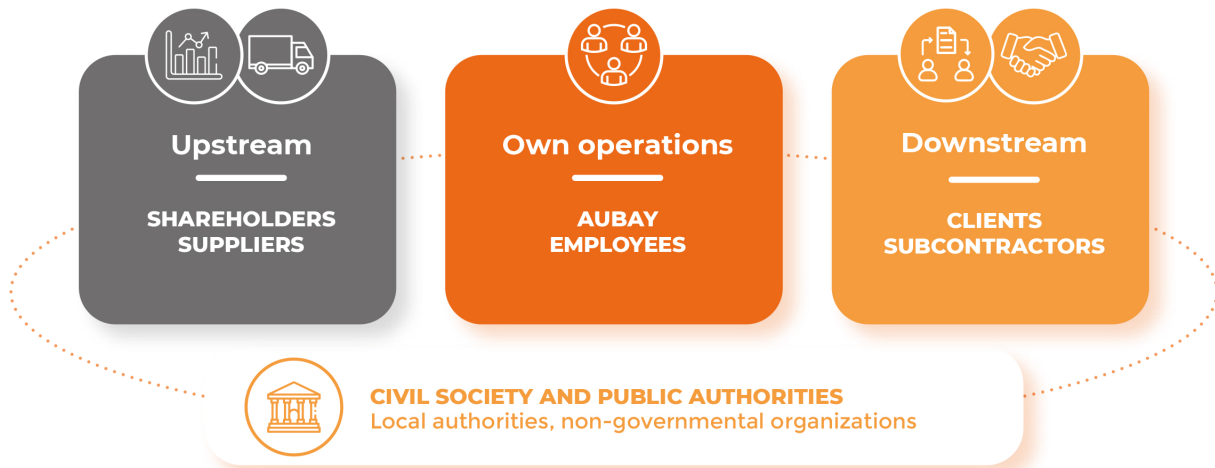 Upstream
SHAREHOLDERS
SUPPLIERS
Own operations
AUBAY
EMPLOYEES
Downstream
CLIENTS
SUBCONTRACTORS
CIVIL SOCIETY AND PUBLIC AUTHORITIES
Local authorities, non-governmental organizations